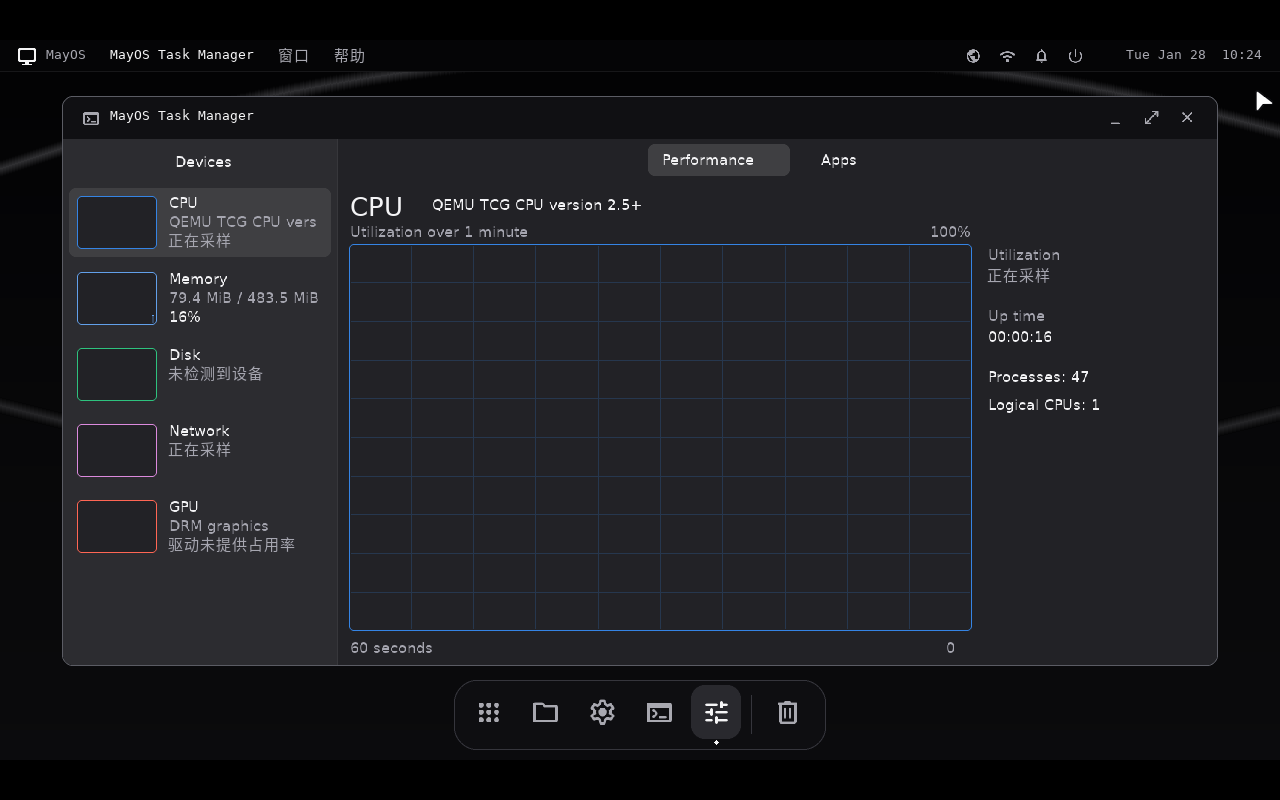 MayOS MayOS Task Manager 窗口 帮助 Tue Jan 28 10:24
MayOS Task Manager
Devices
CPU
QEMU TCG CPU vers
正在采样
Memory
79.4 MiB / 483.5 MiB
16%
Disk
未检测到设备
Network
正在采样
GPU
DRM graphics
驱动未提供占用率
Performance Apps
CPU QEMU TCG CPU version 2.5+
Utilization over 1 minute 100%
60 seconds 0
Utilization
正在采样
Up time
00:00:16
Processes: 47
Logical CPUs: 1